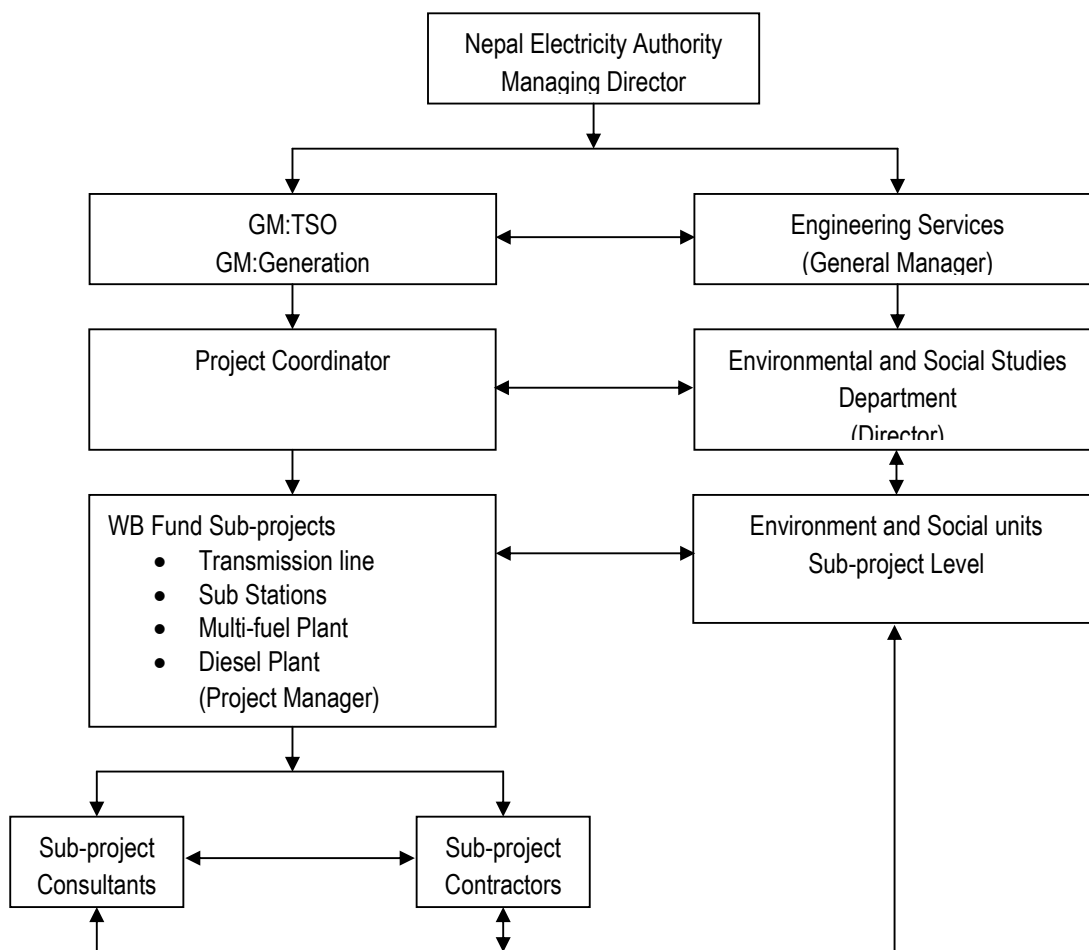 Nepal Electricity Authority
Managing Director
GM:TSO
GM:Generation
Engineering Services
(General Manager)
Project Coordinator
Environmental and Social Studies
Department
(Director)
WB Fund Sub-projects
• Transmission line
• Sub Stations
• Multi-fuel Plant
• Diesel Plant
(Project Manager)
Environment and Social units
Sub-project Level
Sub-project
Consultants
Sub-project
Contractors